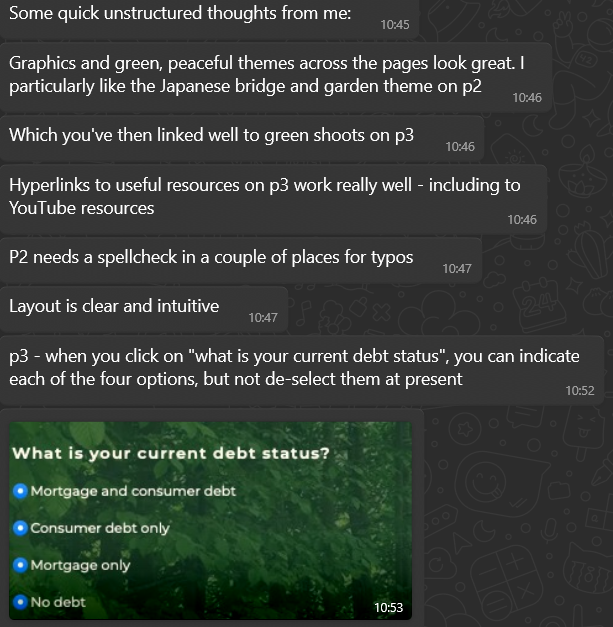 Some quick unstructured thoughts from me:
10:45
Graphics and green, peaceful themes across the pages look great. I
particularly like the Japanese bridge and garden theme on p2
10:46
Which you've then linked well to green shoots on p3
10:46
Hyperlinks to useful resources on p3 work really well - including to
YouTube resources
10:46
P2 needs a spellcheck in a couple of places for typos
10:47
Layout is clear and intuitive
10:47
p3 - when you click on "what is your current debt status", you can indicate
each of the four options, but not de-select them at present
10:52
What is your current debt status?
Mortgage and consumer debt
Consumer debt only
Mortgage only
No debt
10:53